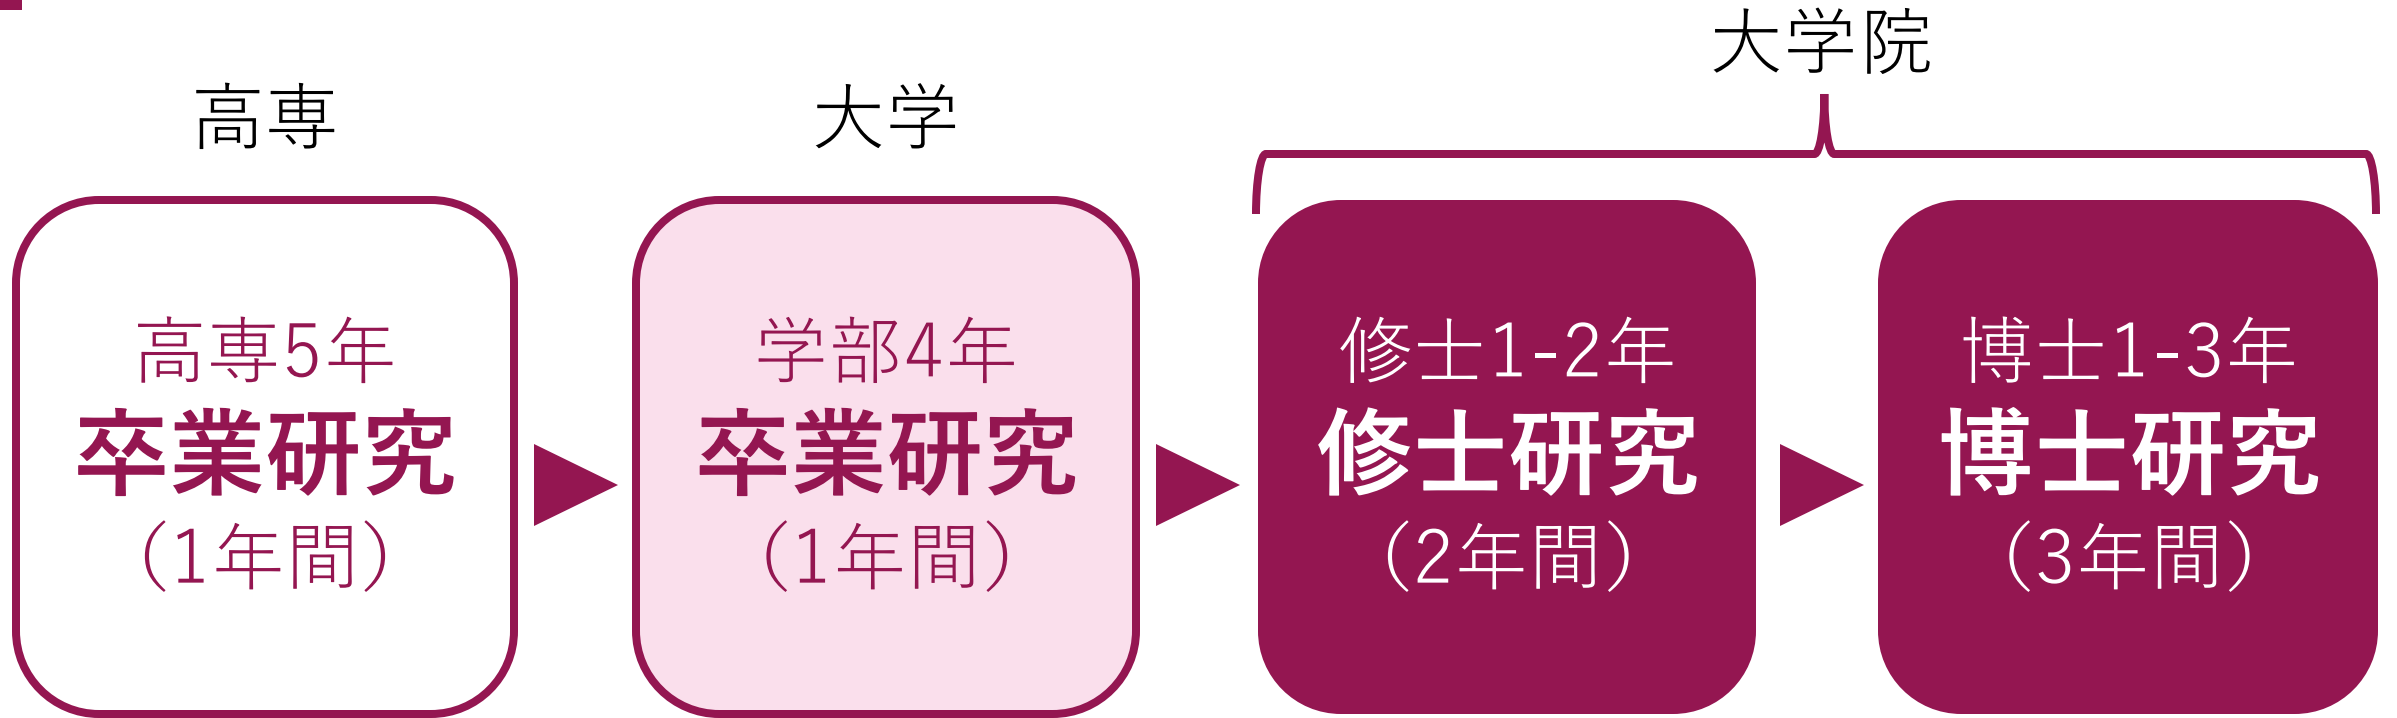 高専
高専5年
卒業研究
（1年間）
大学
学部4年
卒業研究
（1年間）
大学院
修士1-2年
修士研究
（2年間）
博士1-3年
博士研究
（3年間）